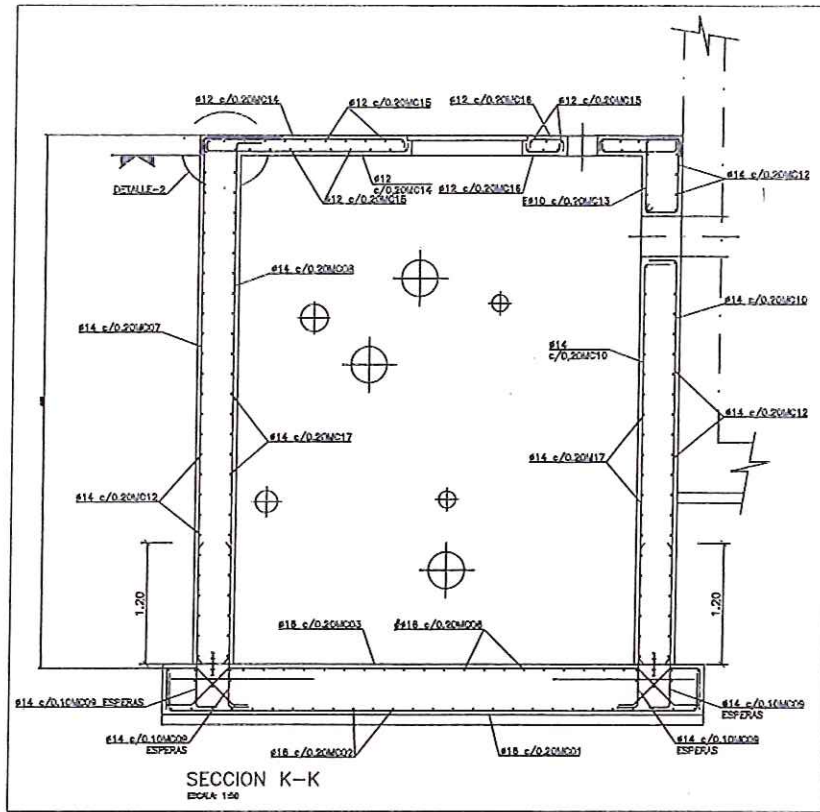 ø12 c/0.20MC14
ø12 c/0.20MC15
ø12 c/0.20MC16
ø12 c/0.20MC15
DETALLE-2
ø12
c/0.20MC14
ø12 c/0.20MC15
ø12 c/0.20MC16
Eø10 c/0.20MC13
ø14 c/0.20MC12
ø14 c/0.20MC08
ø14 c/0.20MC07
ø14 c/0.20MC10
ø14
c/0,20MC10
ø14 c/0.20MC12
ø14 c/0.20MC17
ø14 c/0.20M17
ø14 c/0.20MC12
1.20
1.20
ø16 c/0.20MC03
ø16 c/0.20MC06
ø14 c/0.10MC09 ESPERAS
ø14 c/0.10MC09
ESPERAS
ø14 c/0.10MC09
ESPERAS
ø14 c/0.10MC09
ESPERAS
ø16 c/0.20MC02
ø16 c/0.20MC01
SECCION K-K
ESCALA: 1:50